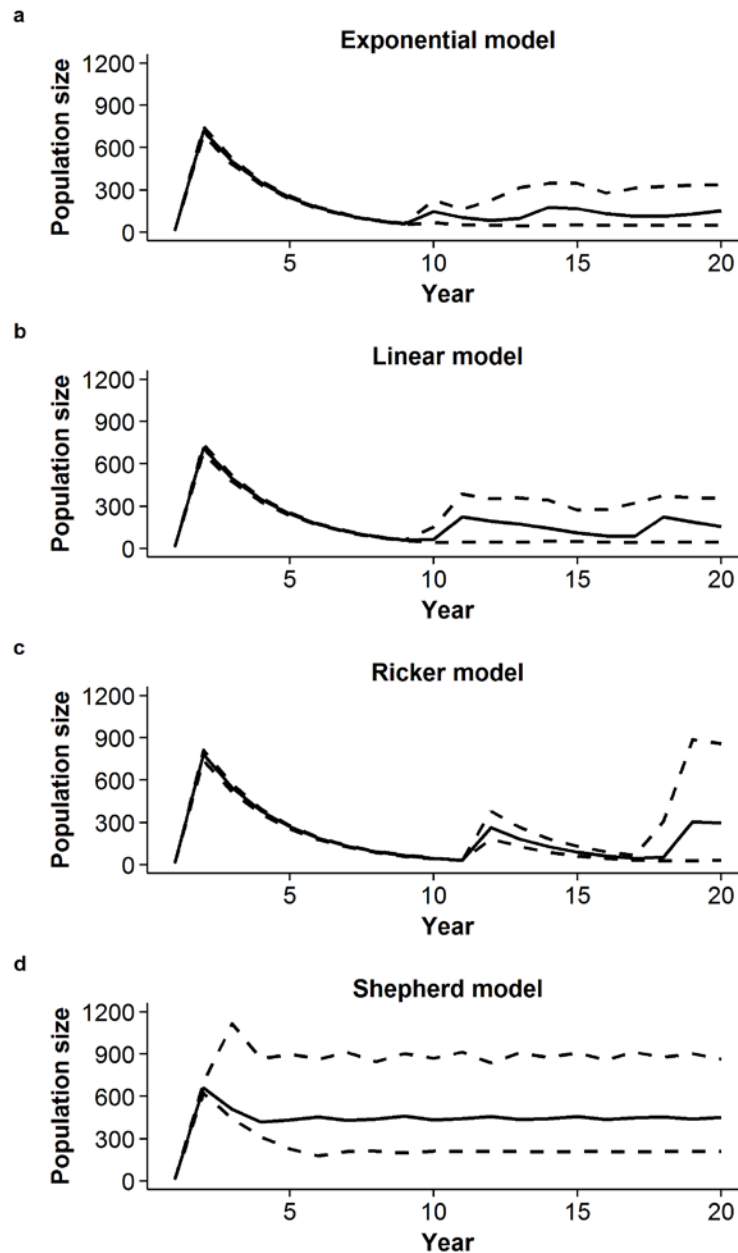 a
Exponential model
Population size
1200
900
600
300
0
5 10 15 20
Year
b
Linear model
Population size
1200
900
600
300
0
5 10 15 20
Year
c
Ricker model
Population size
1200
900
600
300
0
5 10 15 20
Year
d
Shepherd model
Population size
1200
900
600
300
0
5 10 15 20
Year